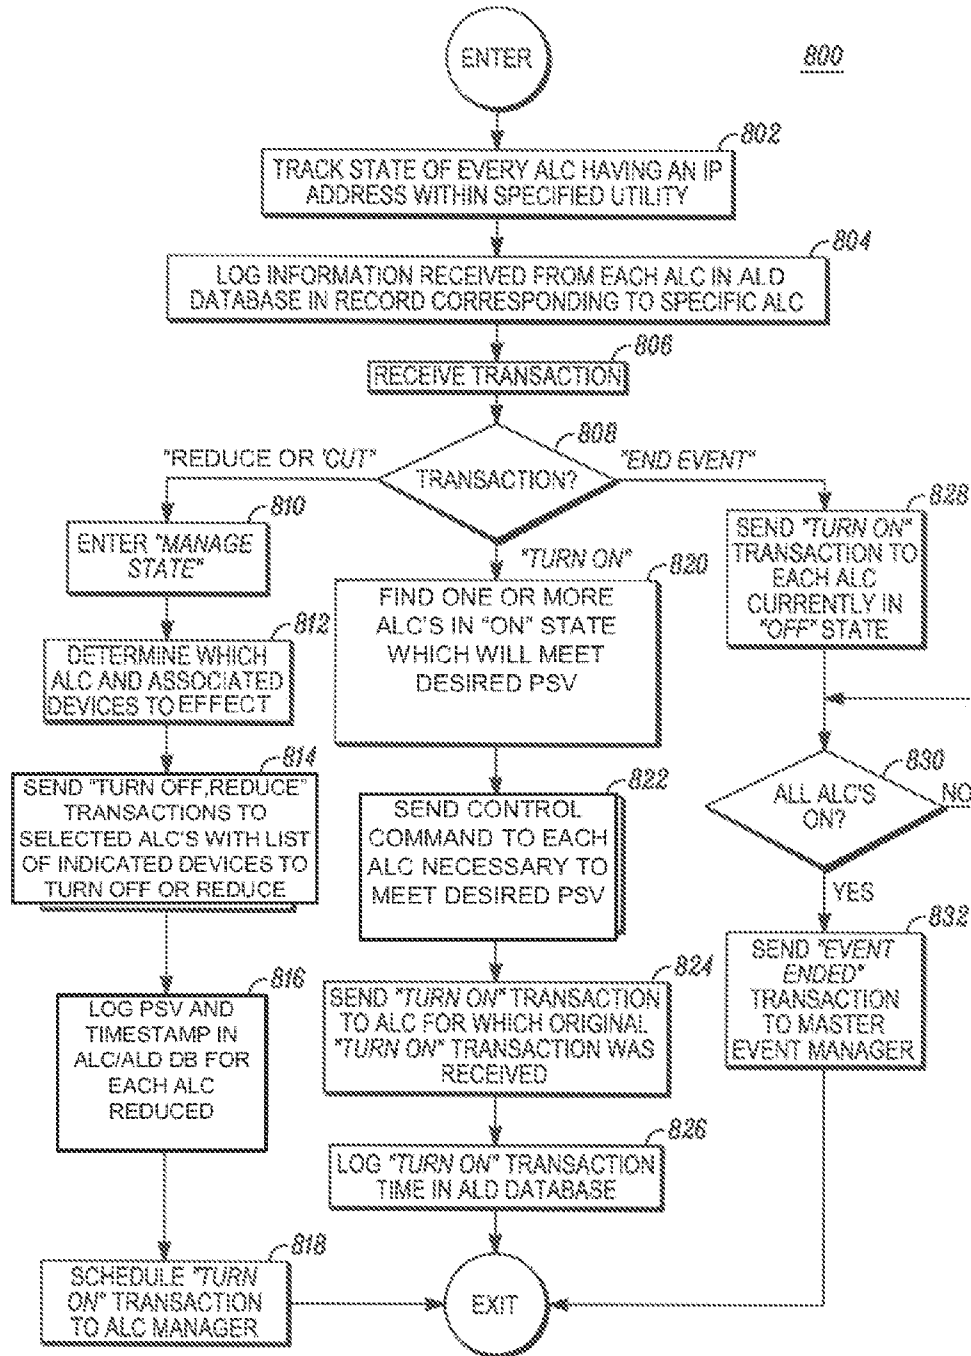 ENTER
800
802
TRACK STATE OF EVERY ALC HAVING AN IP
ADDRESS WITHIN SPECIFIED UTILITY
804
LOG INFORMATION RECEIVED FROM EACH ALC IN ALD
DATABASE IN RECORD CORRESPONDING TO SPECIFIC ALC
806
RECEIVE TRANSACTION
808
TRANSACTION?
"REDUCE OR 'CUT"
"END EVENT"
"TURN ON"
810
ENTER "MANAGE
STATE"
812
DETERMINE WHICH
ALC AND ASSOCIATED
DEVICES TO EFFECT
814
SEND "TURN OFF,REDUCE"
TRANSACTIONS TO
SELECTED ALC'S WITH LIST
OF INDICATED DEVICES TO
TURN OFF OR REDUCE
816
LOG PSV AND
TIMESTAMP IN
ALC/ALD DB FOR
EACH ALC
REDUCED
818
SCHEDULE "TURN
ON" TRANSACTION
TO ALC MANAGER
820
FIND ONE OR MORE
ALC'S IN "ON" STATE
WHICH WILL MEET
DESIRED PSV
822
SEND CONTROL
COMMAND TO EACH
ALC NECESSARY TO
MEET DESIRED PSV
824
SEND "TURN ON" TRANSACTION
TO ALC FOR WHICH ORIGINAL
"TURN ON" TRANSACTION WAS
RECEIVED
826
LOG "TURN ON" TRANSACTION
TIME IN ALD DATABASE
828
SEND "TURN ON"
TRANSACTION TO
EACH ALC
CURRENTLY IN
"OFF" STATE
830
ALL ALC'S
ON?
NO
YES
832
SEND "EVENT
ENDED"
TRANSACTION
TO MASTER
EVENT MANAGER
EXIT